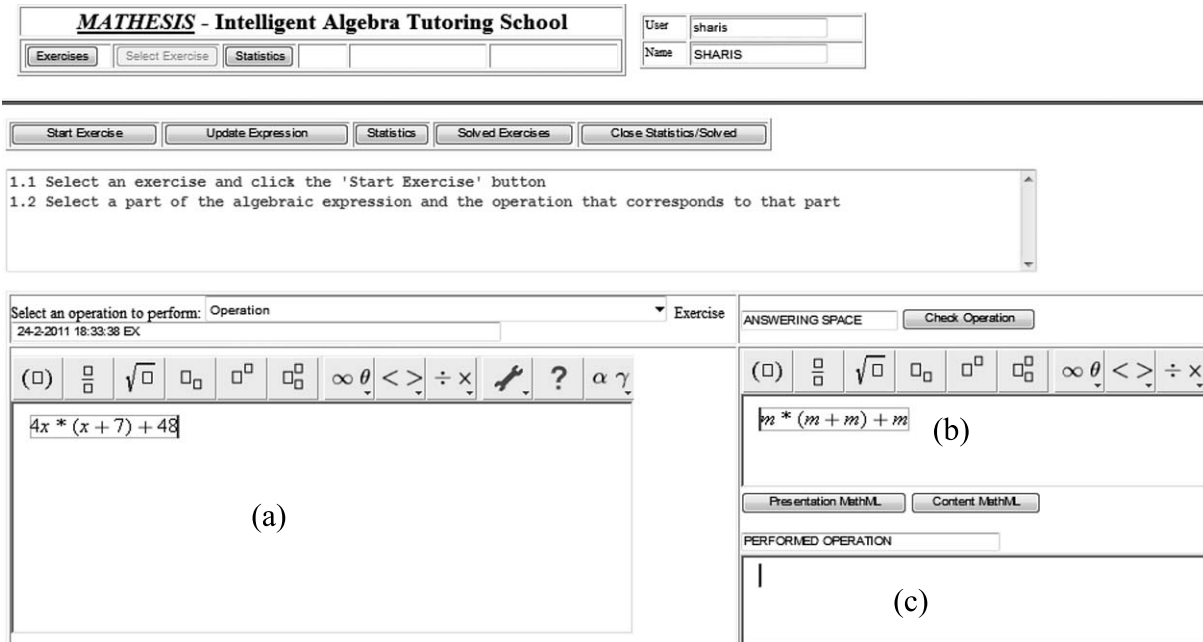 MATHESIS - Intelligent Algebra Tutoring School
Exercises Select Exercise Statistics
User sharis
Name SHARIS
Start Exercise Update Expression Statistics Solved Exercises Close Statistics/Solved
1.1 Select an exercise and click the 'Start Exercise' button
1.2 Select a part of the algebraic expression and the operation that corresponds to that part
Select an operation to perform: Operation Exercise
24-2-2011 18:33:38 EX
(□) □/□ √□ □□ □□ □□□ ∞ θ < > ÷ × ? α γ
4x * (x + 7) + 48
(a)
ANSWERING SPACE Check Operation
(□) □/□ √□ □□ □□ □□□ ∞ θ < > ÷ ×
m * (m + m) + m
(b)
Presentation MathML Content MathML
PERFORMED OPERATION
(c)